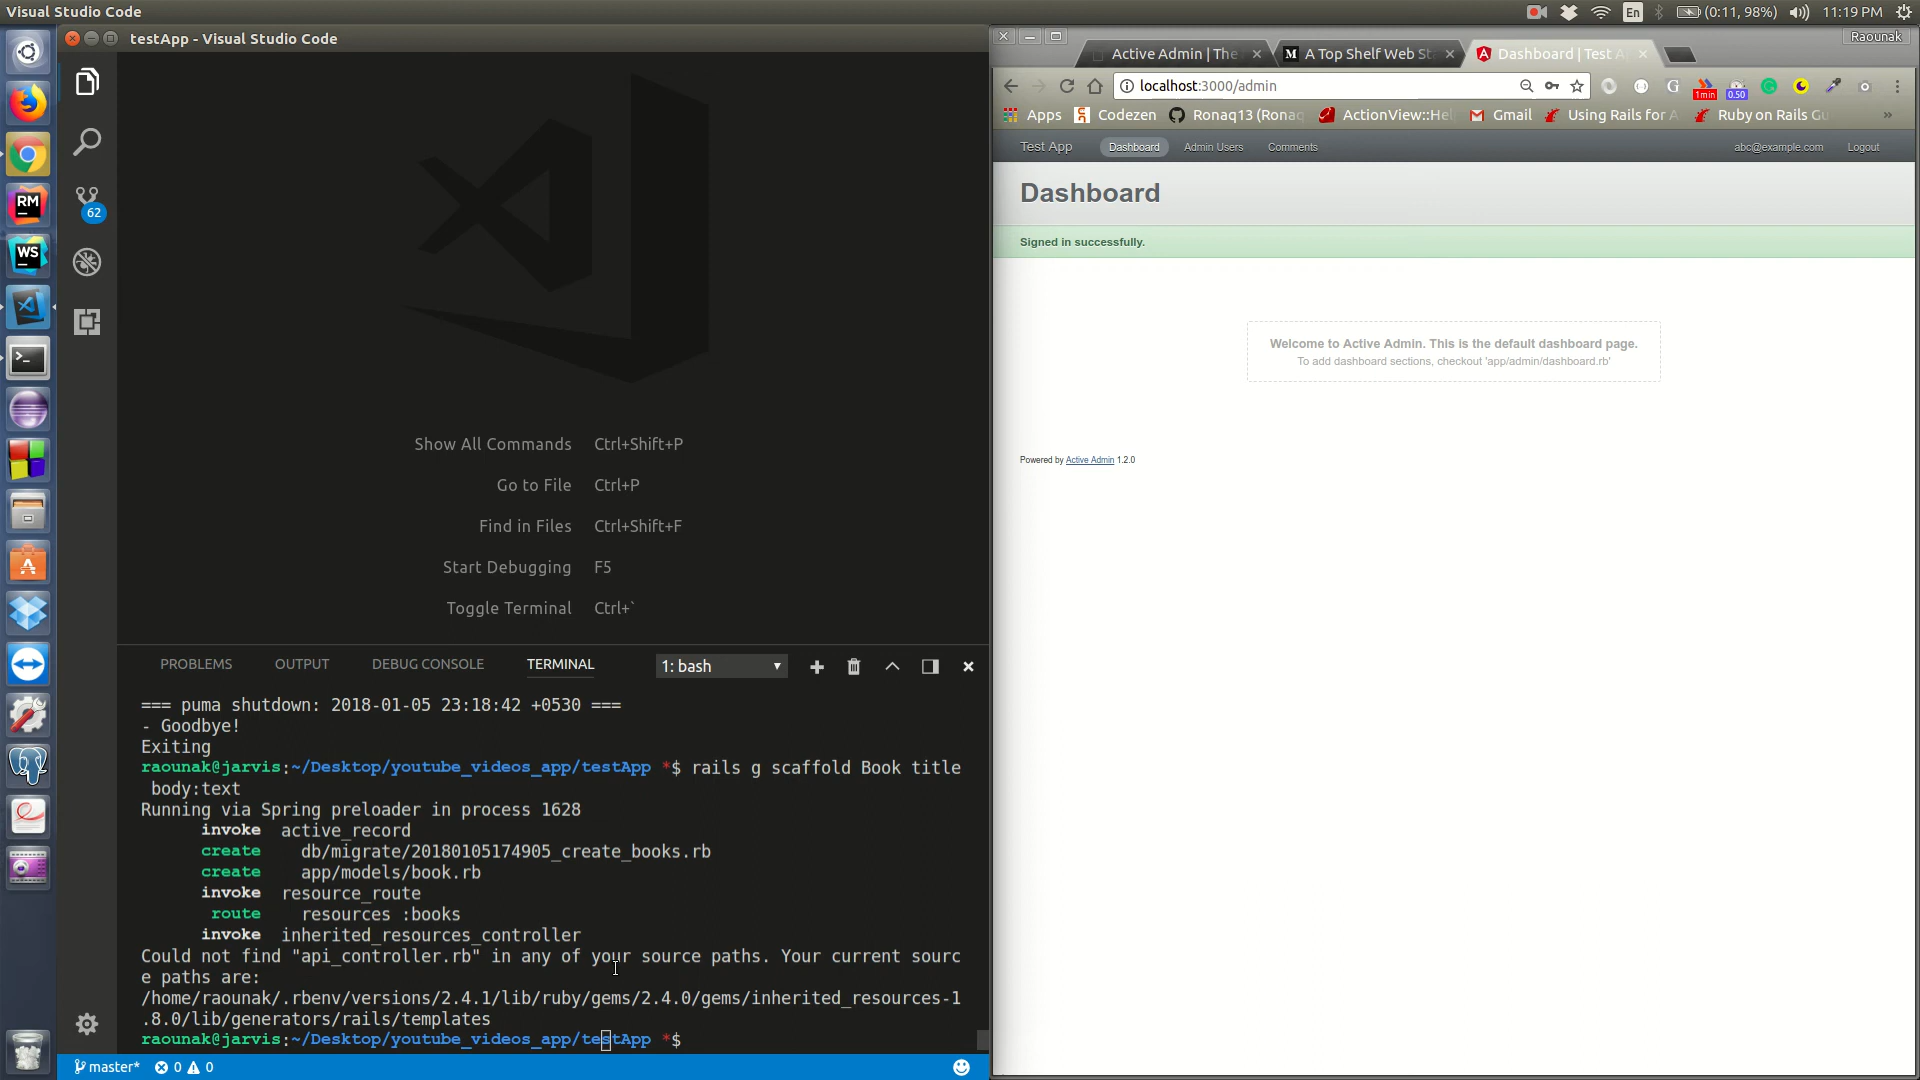 Visual Studio Code
En
(0:11, 98%)
11:19 PM
testApp - Visual Studio Code
RM
WS
62
Show All Commands Ctrl+Shift+P
Go to File Ctrl+P
Find in Files Ctrl+Shift+F
Start Debugging F5
Toggle Terminal Ctrl+`
PROBLEMS OUTPUT DEBUG CONSOLE TERMINAL 1: bash
=== puma shutdown: 2018-01-05 23:18:42 +0530 ===
- Goodbye!
Exiting
raounak@jarvis:~/Desktop/youtube_videos_app/testApp *$ rails g scaffold Book title
body:text
Running via Spring preloader in process 1628
invoke active_record
create db/migrate/20180105174905_create_books.rb
create app/models/book.rb
invoke resource_route
route resources :books
invoke inherited_resources_controller
Could not find "api_controller.rb" in any of your source paths. Your current sourc
e paths are:
/home/raounak/.rbenv/versions/2.4.1/lib/ruby/gems/2.4.0/gems/inherited_resources-1
.8.0/lib/generators/rails/templates
raounak@jarvis:~/Desktop/youtube_videos_app/testApp *$
master* 0 0
Raounak
Active Admin | The
M A Top Shelf Web St
Dashboard | Test A
localhost:3000/admin
G
1min
0.50
Apps Codezen Ronaq13 (Ronaq ActionView::Hel Gmail Using Rails for A Ruby on Rails Gu »
Test App Dashboard Admin Users Comments abc@example.com Logout
Dashboard
Signed in successfully.
Welcome to Active Admin. This is the default dashboard page.
To add dashboard sections, checkout 'app/admin/dashboard.rb'
Powered by Active Admin 1.2.0